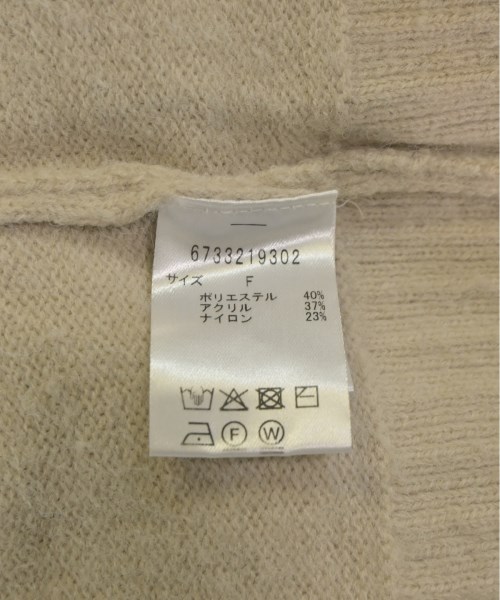 6733219302
サイズ F
ポリエステル 40%
アクリル 37%
ナイロン 23%
F W